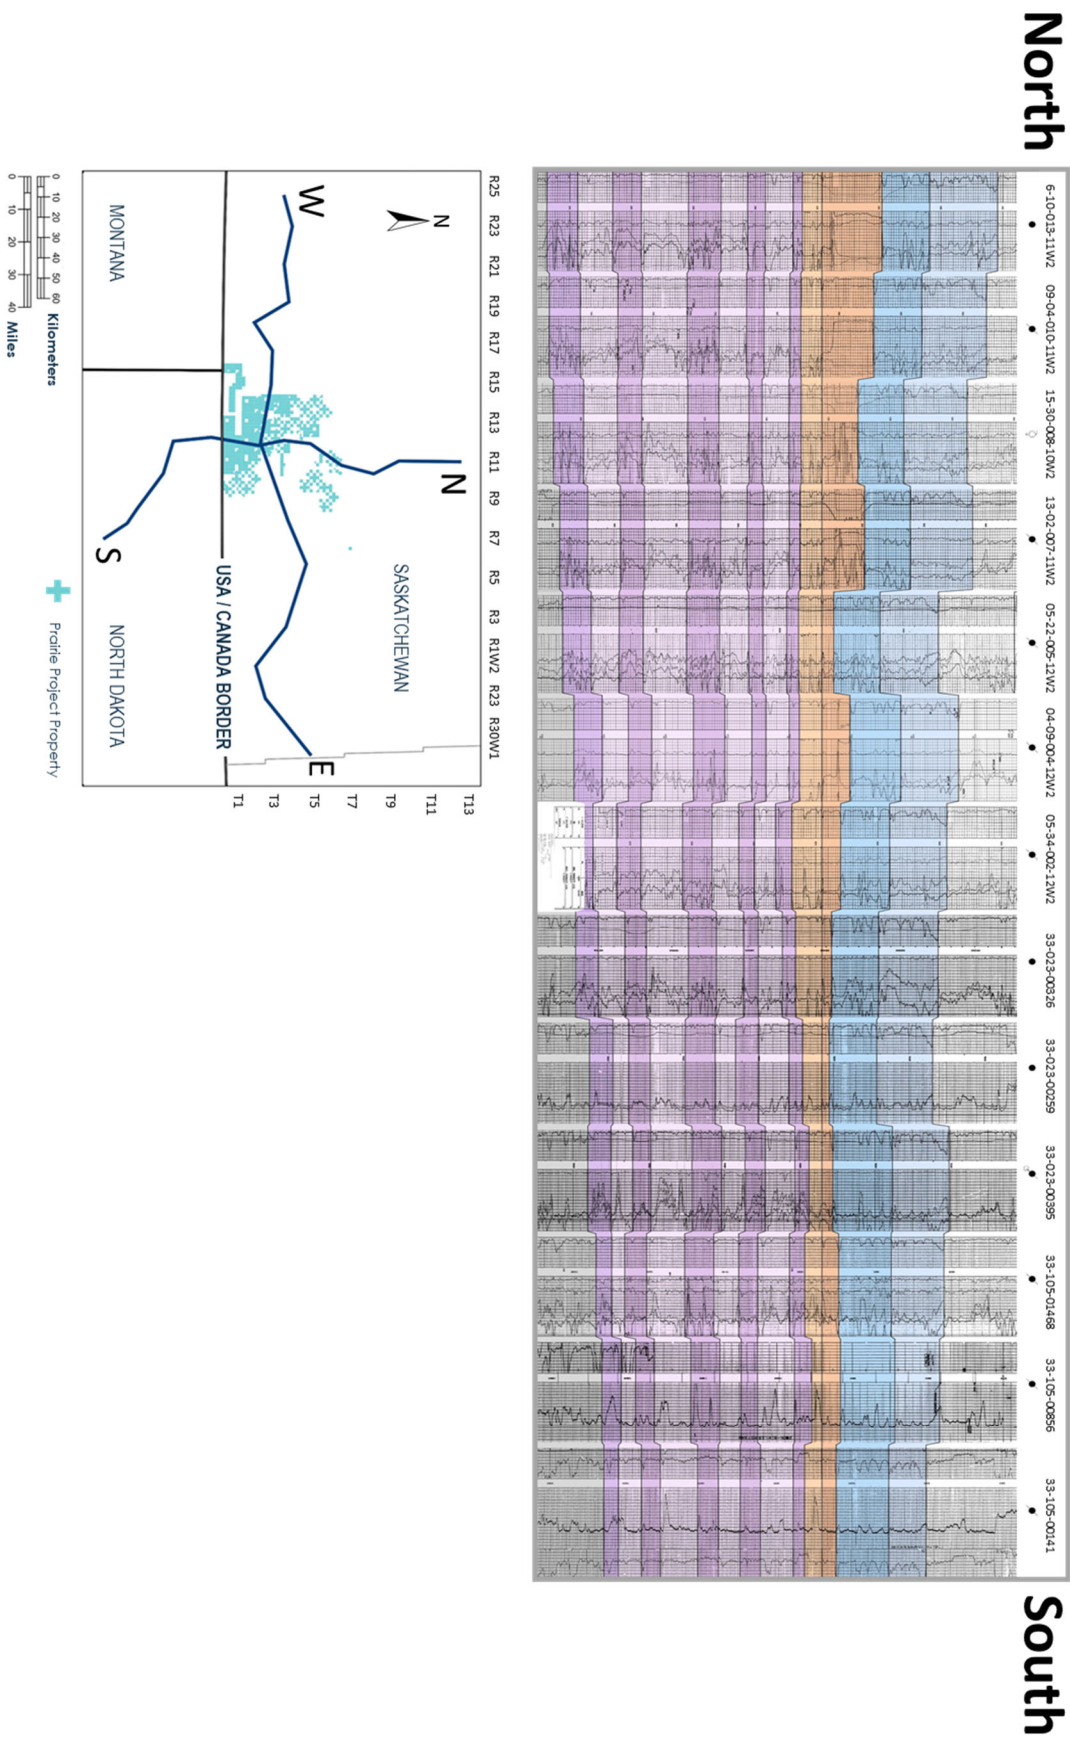 North
South
6-10-013-11W2
09-04-010-11W2
15-30-008-10W2
13-02-007-11W2
05-22-005-12W2
04-09-004-12W2
05-34-002-12W2
33-023-00326
33-023-00259
33-023-00395
33-105-01468
33-105-00856
33-105-00141
R25 R23 R21 R19 R17 R15 R13 R11 R9 R7 R5 R3 R1W2 R23 R30W1
T13
T11
T9
T7
T5
T3
T1
N
N
W
E
S
SASKATCHEWAN
USA / CANADA BORDER
MONTANA
NORTH DAKOTA
0 10 20 30 40 50 60 Kilometers
0 10 20 30 40 Miles
Prairie Project Property